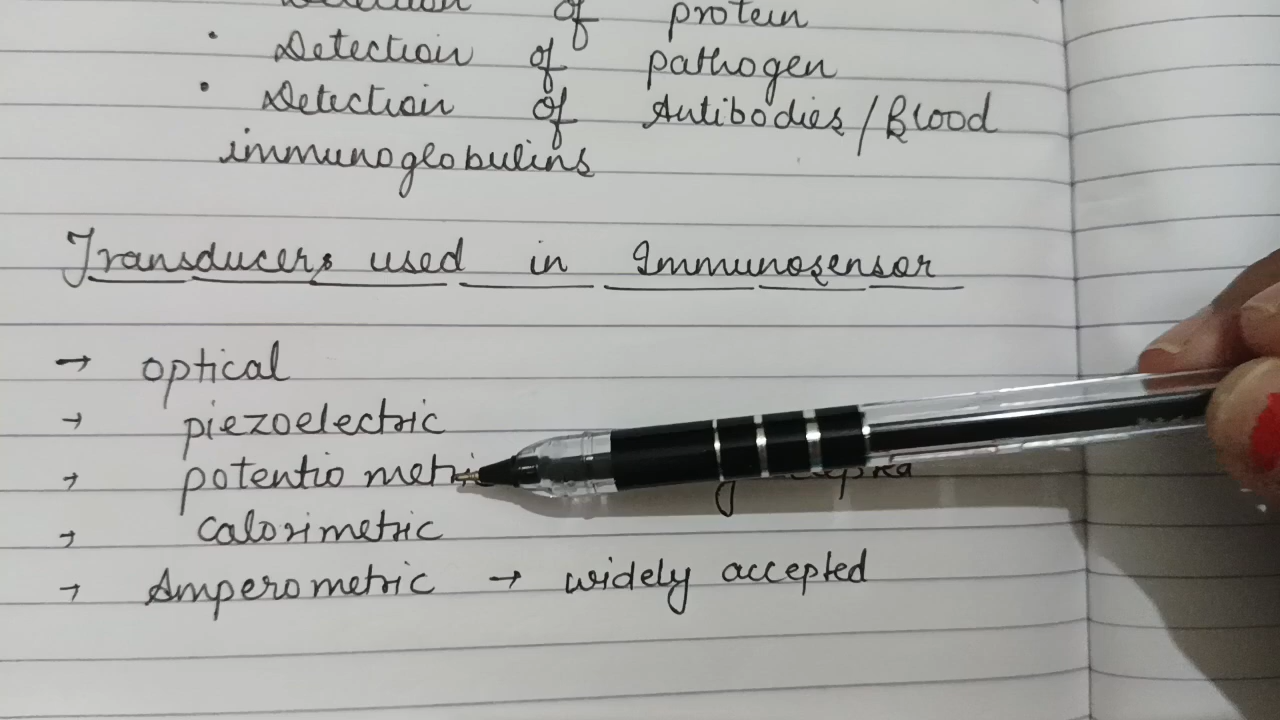 of protein
• Detection of pathogen
• Detection of Antibodies/Blood
immunoglobulins
Transducers used in Immunosensor
→ optical
→ piezoelectric
→ potentiometric
→ calorimetric
→ Amperometric → widely accepted